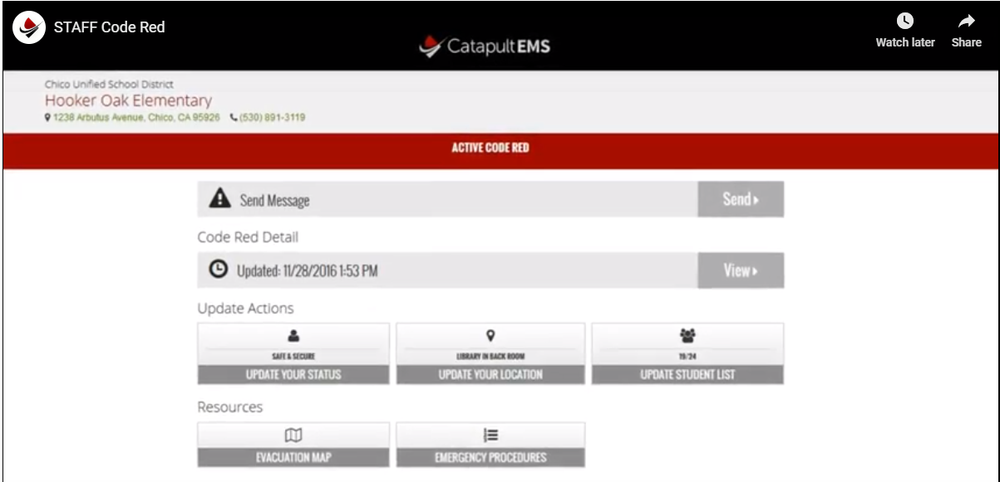 STAFF Code Red
Watch later
Share
CatapultEMS
Chico Unified School District
Hooker Oak Elementary
1238 Arbutus Avenue, Chico, CA 95926 (530) 891-3119
ACTIVE CODE RED
Send Message
Send
Code Red Detail
Updated: 11/28/2016 1:53 PM
View
Update Actions
SAFE & SECURE
LIBRARY IN BACK ROOM
19/24
UPDATE YOUR STATUS
UPDATE YOUR LOCATION
UPDATE STUDENT LIST
Resources
EVACUATION MAP
EMERGENCY PROCEDURES